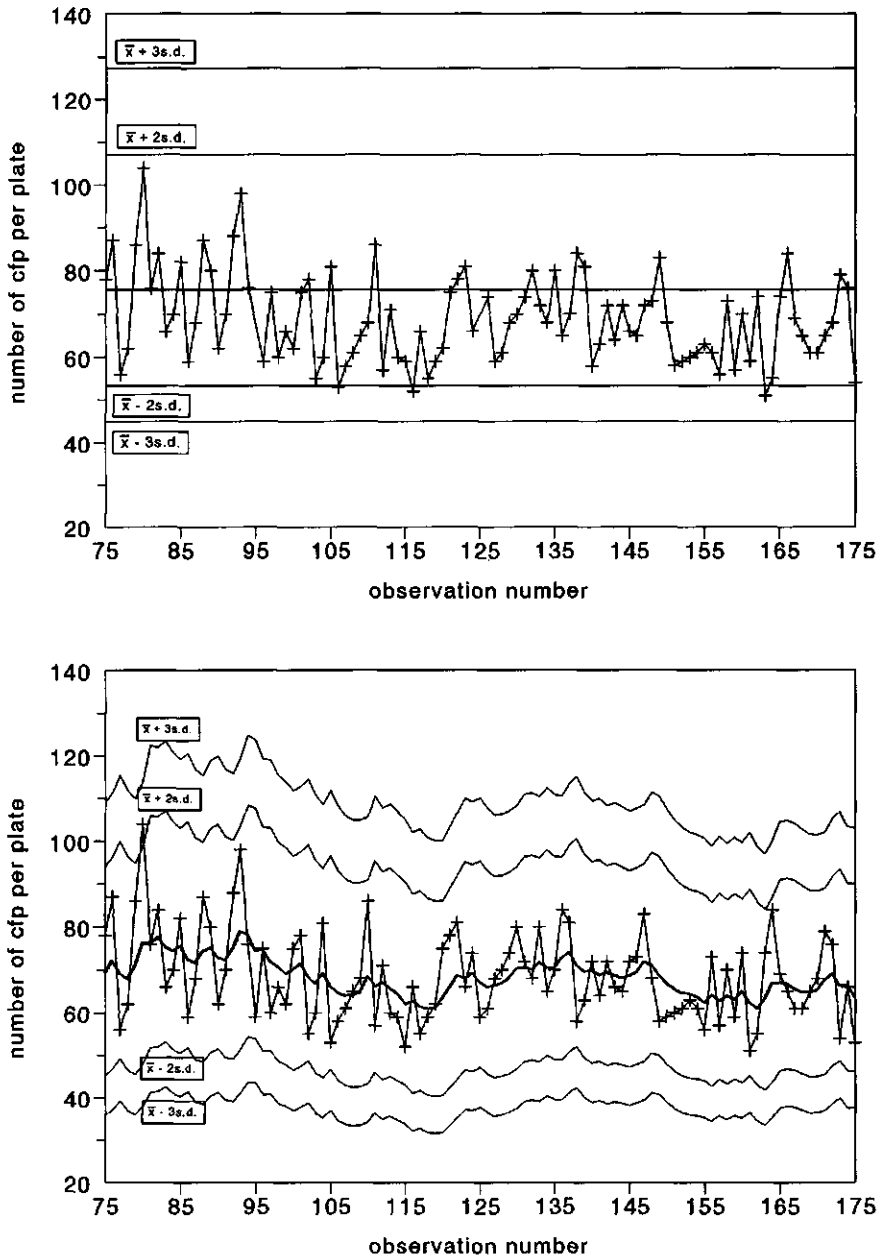 140
120
100
80
60
40
20
number of cfp per plate
x̄ + 3s.d.
x̄ + 2s.d.
x̄ - 2s.d.
x̄ - 3s.d.
75 85 95 105 115 125 135 145 155 165 175
observation number
140
120
100
80
60
40
20
number of cfp per plate
x̄ + 3s.d.
x̄ + 2s.d.
x̄ - 2s.d.
x̄ - 3s.d.
75 85 95 105 115 125 135 145 155 165 175
observation number